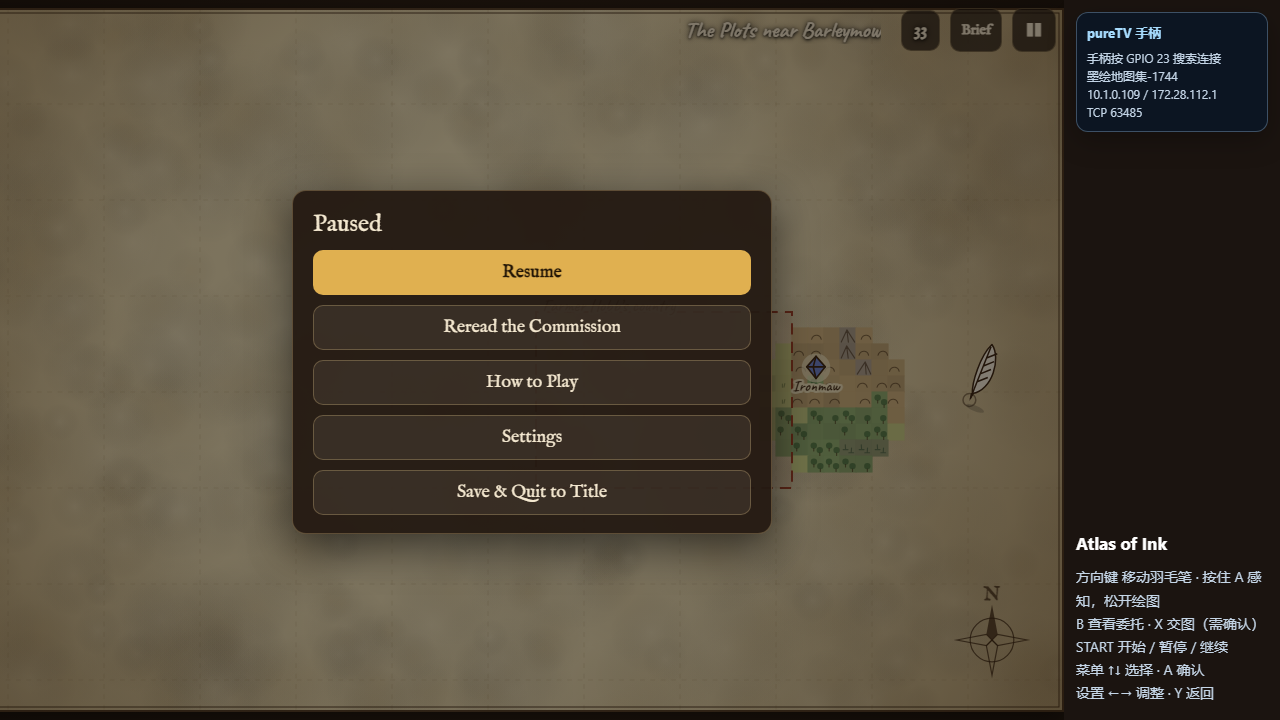 The Plots near Barleymow
33
Brief
Paused
Resume
Reread the Commission
How to Play
Settings
Save & Quit to Title
Ironmaw
N
pureTV 手柄
手柄按 GPIO 23 搜索连接
墨绘地图集-1744
10.1.0.109 / 172.28.112.1
TCP 63485
Atlas of Ink
方向键 移动羽毛笔 · 按住 A 感
知，松开绘图
B 查看委托 · X 交图（需确认）
START 开始 / 暂停 / 继续
菜单 ↑↓ 选择 · A 确认
设置 ←→ 调整 · Y 返回